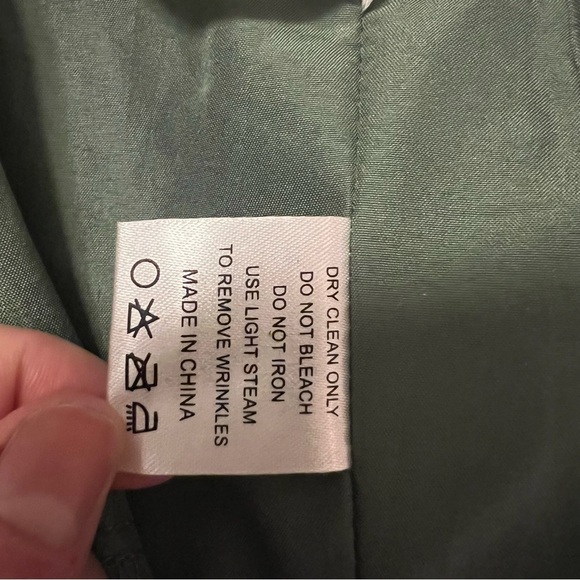 DRY CLEAN ONLY
DO NOT BLEACH
DO NOT IRON
USE LIGHT STEAM
TO REMOVE WRINKLES
MADE IN CHINA